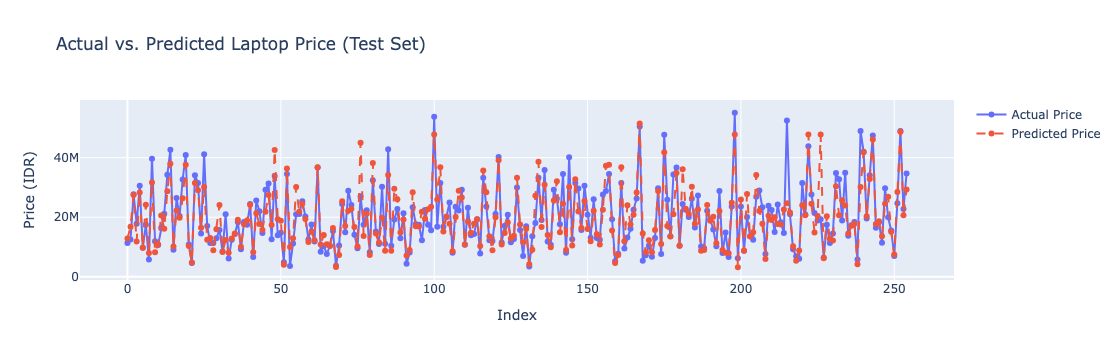 Actual vs. Predicted Laptop Price (Test Set)
Actual Price
Predicted Price
Price (IDR)
40M
20M
0
0 50 100 150 200 250
Index